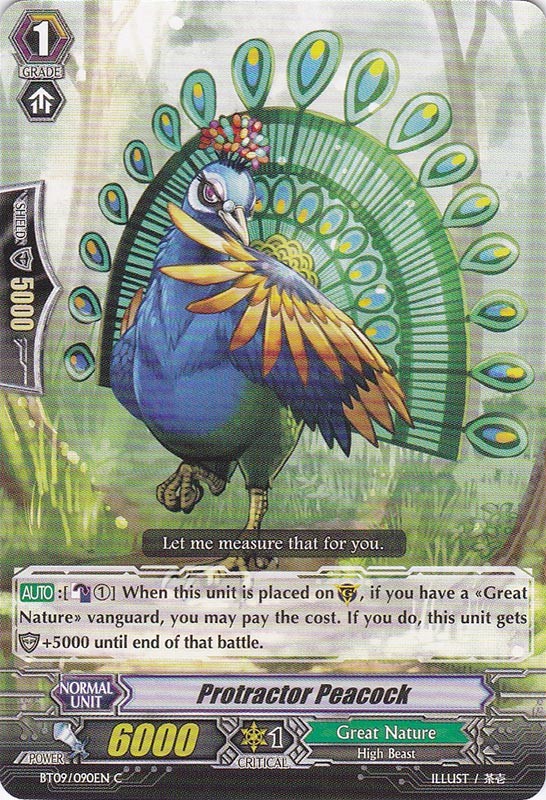 1
GRADE
SHIELD
5000
Let me measure that for you.
AUTO:[①] When this unit is placed on G, if you have a «Great
Nature» vanguard, you may pay the cost. If you do, this unit gets
+5000 until end of that battle.
NORMAL
UNIT
Protractor Peacock
POWER
6000
1
CRITICAL
Great Nature
High Beast
BT09/090EN C
ILLUST / 茶壱